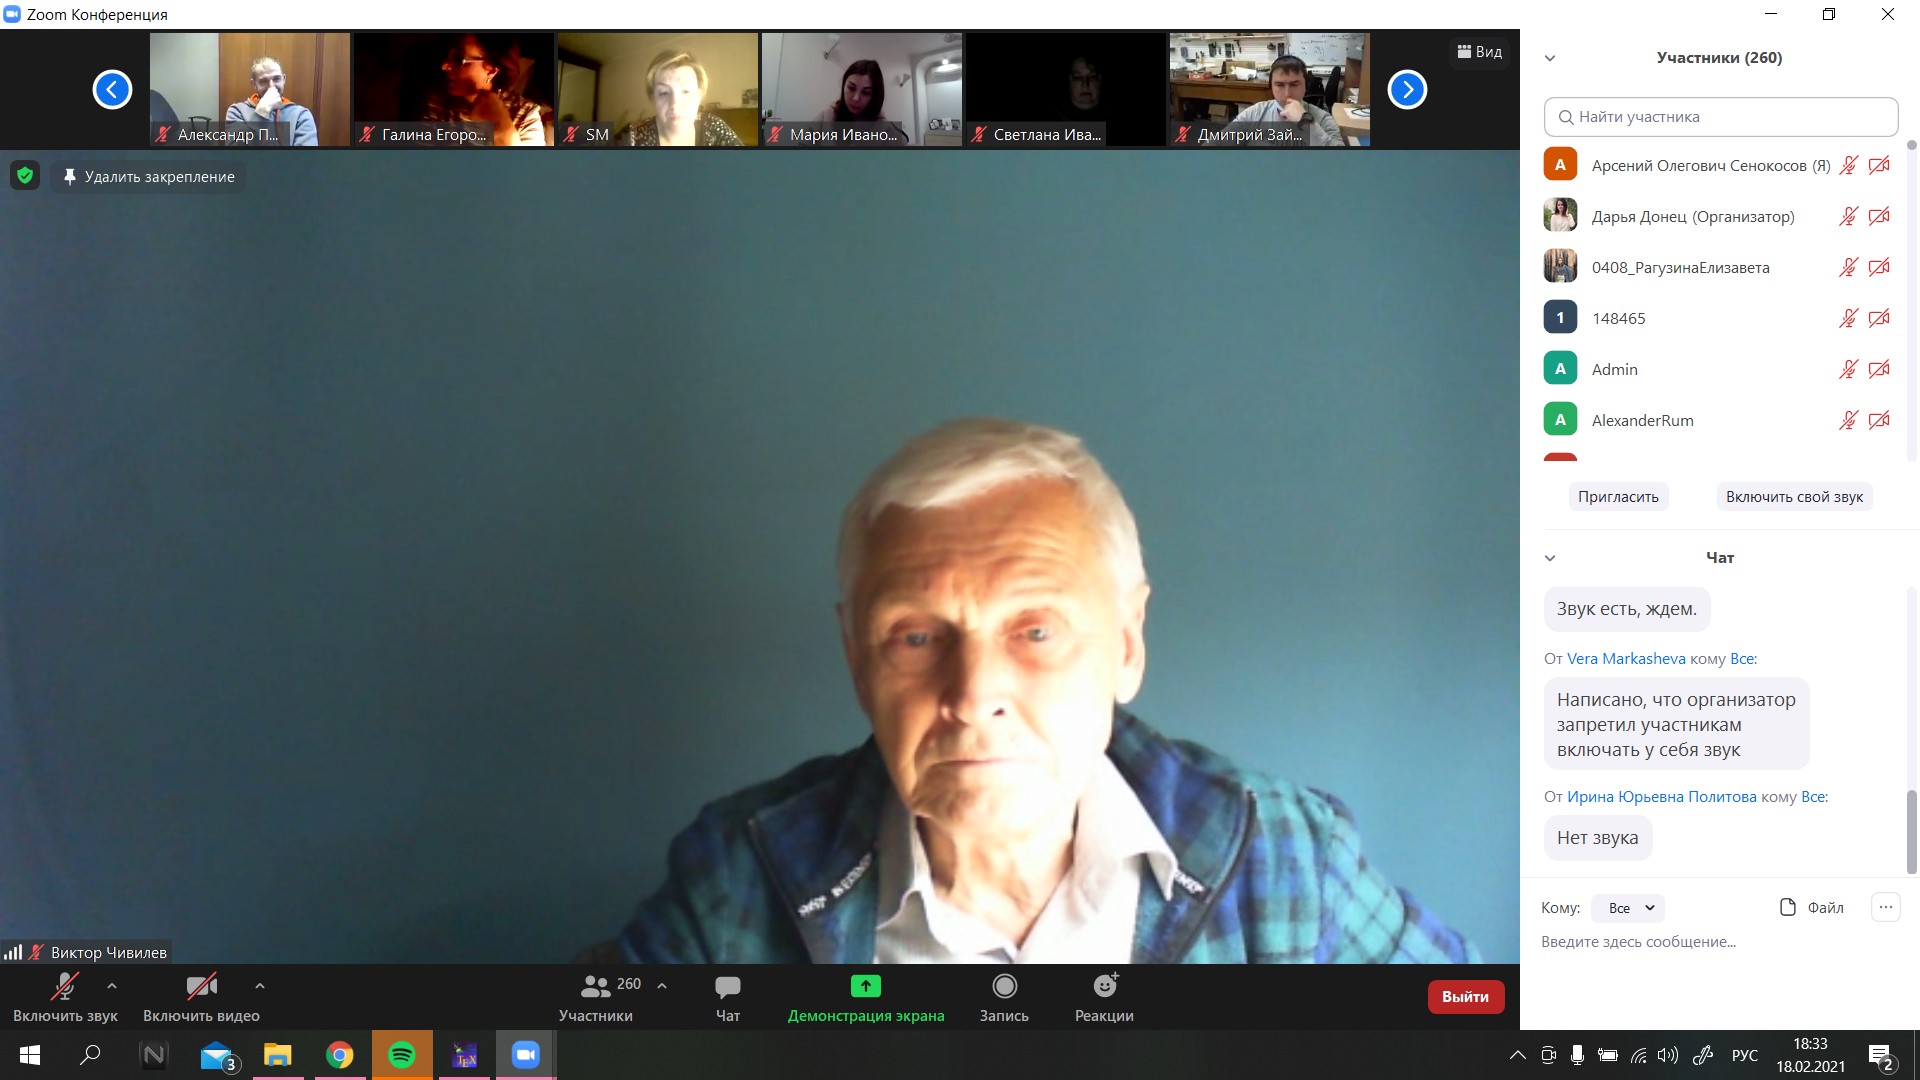 Zoom Конференция
Александр П...
Галина Егоро...
SM
Мария Ивано...
Светлана Ива...
Дмитрий Зай...
Вид
Удалить закрепление
Виктор Чивилев
Включить звук
Включить видео
260
Участники
Чат
Демонстрация экрана
Запись
Реакции
Выйти
Участники (260)
Найти участника
А Арсений Олегович Сенокосов (Я)
Дарья Донец (Организатор)
0408_РагузинаЕлизавета
1 148465
A Admin
A AlexanderRum
Пригласить
Включить свой звук
Чат
Звук есть, ждем.
От Vera Markasheva кому Все:
Написано, что организатор
запретил участникам
включать у себя звук
От Ирина Юрьевна Политова кому Все:
Нет звука
Кому: Все
Файл
Введите здесь сообщение...
N
3
TEX
РУС
18:33
18.02.2021
2